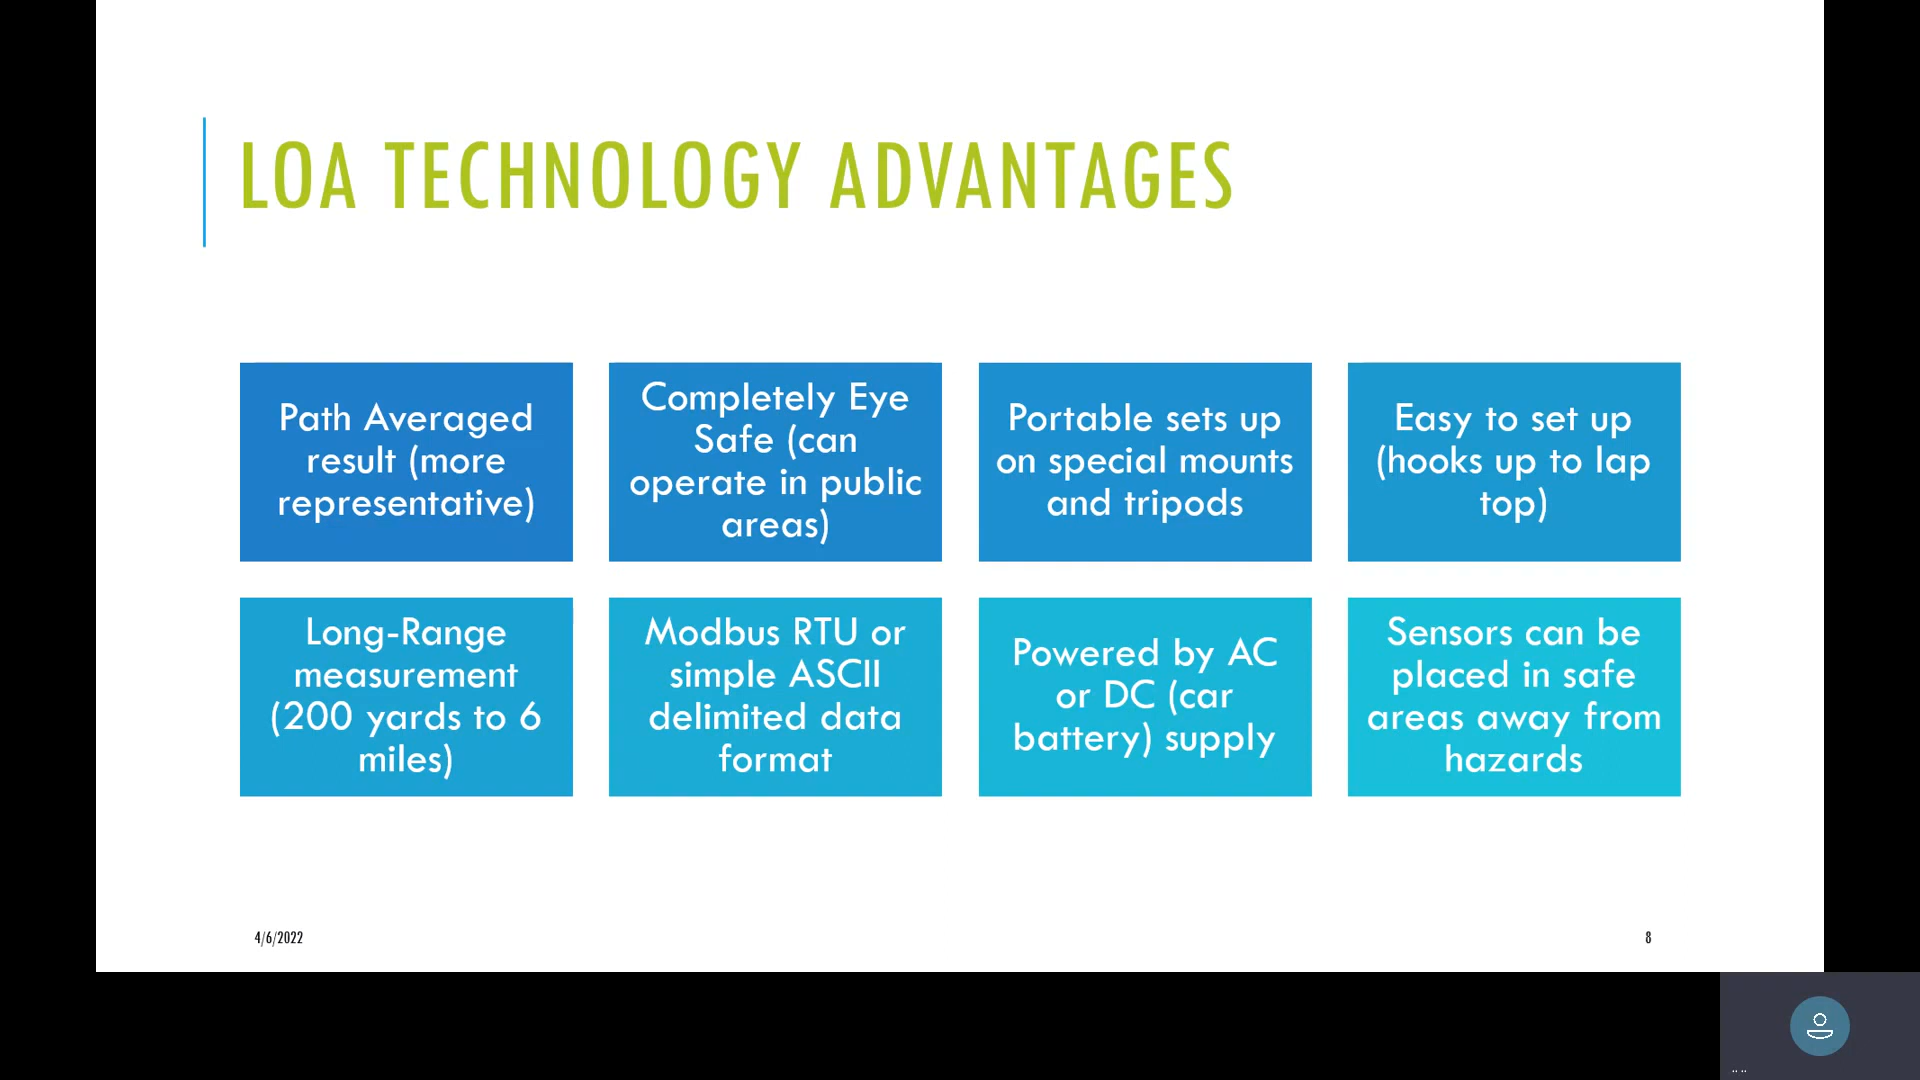 LOA TECHNOLOGY ADVANTAGES
Path Averaged
result (more
representative)
Completely Eye
Safe (can
operate in public
areas)
Portable sets up
on special mounts
and tripods
Easy to set up
(hooks up to lap
top)
Long-Range
measurement
(200 yards to 6
miles)
Modbus RTU or
simple ASCII
delimited data
format
Powered by AC
or DC (car
battery) supply
Sensors can be
placed in safe
areas away from
hazards
4/6/2022
8